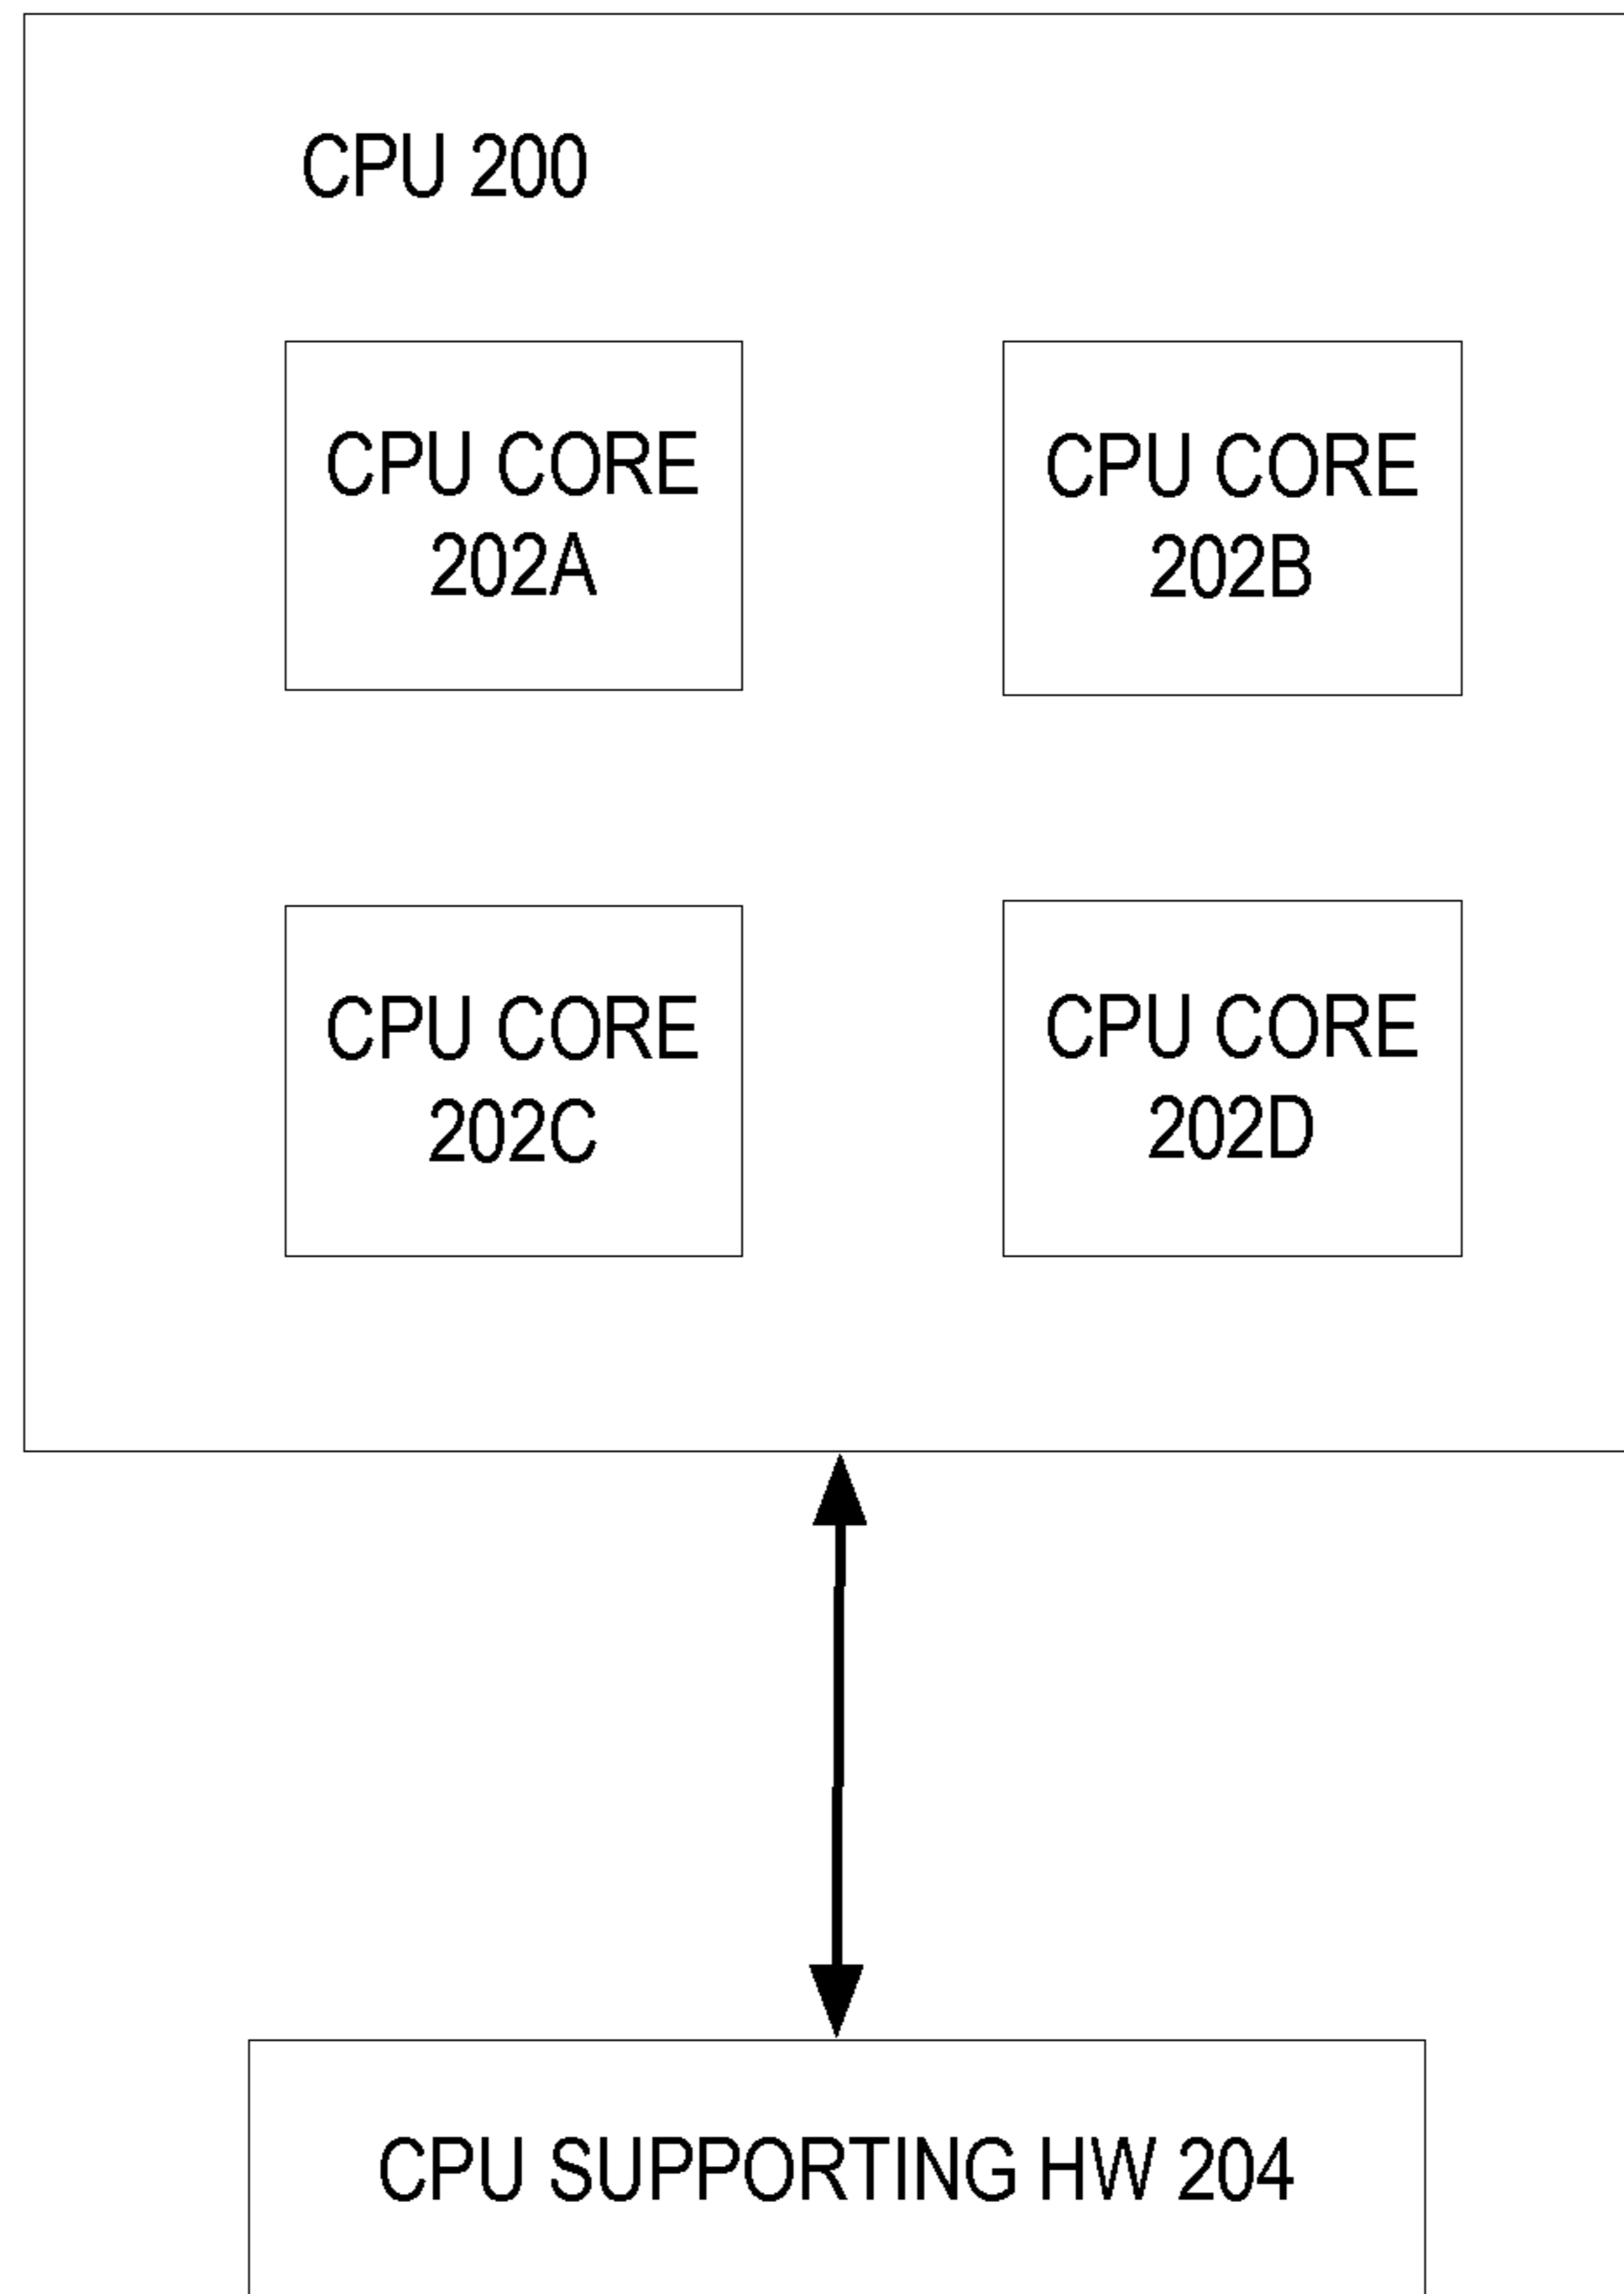 CPU 200
CPU CORE
202A
CPU CORE
202B
CPU CORE
202C
CPU CORE
202D
CPU SUPPORTING HW 204